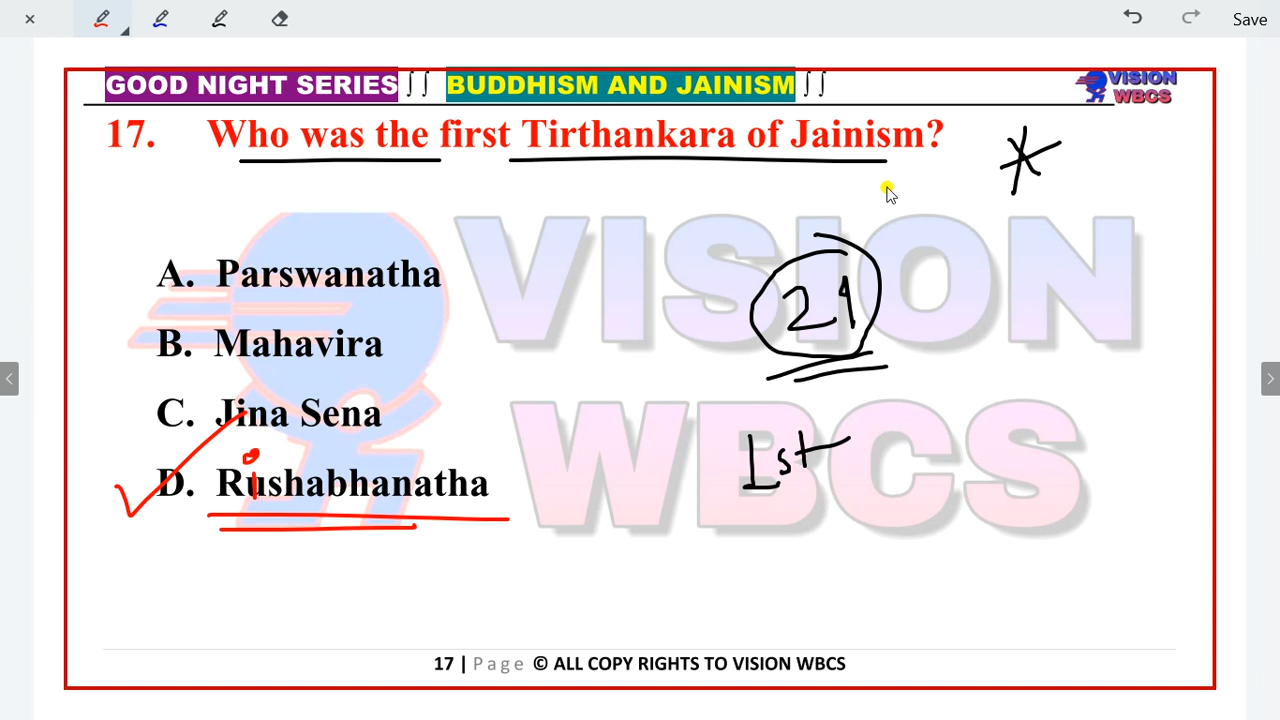 Save
GOOD NIGHT SERIES∫∫ BUDDHISM AND JAINISM∫∫
VISION
WBCS
17. Who was the first Tirthankara of Jainism?
VISION
WBCS
A. Parswanatha
B. Mahavira
C. Jina Sena
D. Rushabhanatha
i
24
Ist
17 | Page © ALL COPY RIGHTS TO VISION WBCS